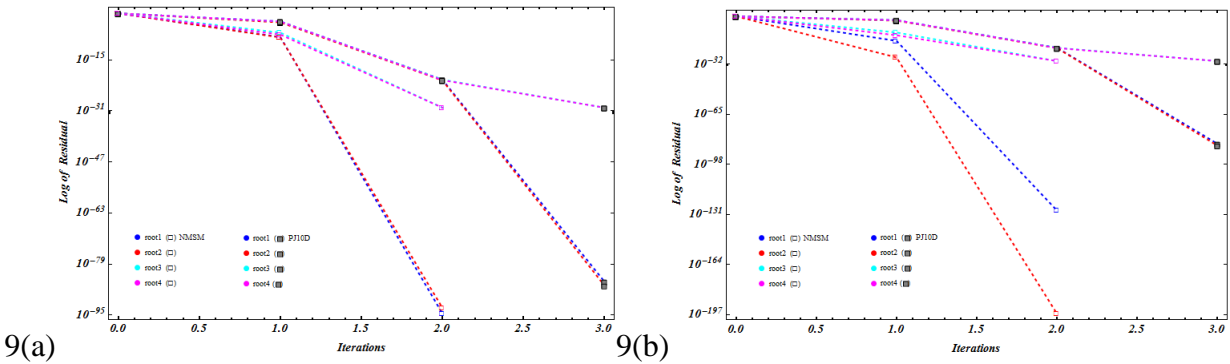 10^-15
10^-31
10^-47
10^-63
10^-79
10^-95
Log of Residual
root1 (□) NMSM
root2 (□)
root3 (□)
root4 (□)
root1 (■) PJ10D
root2 (■)
root3 (■)
root4 (■)
0.0 0.5 1.0 1.5 2.0 2.5 3.0
Iterations
9(a)
10^-32
10^-65
10^-98
10^-131
10^-164
10^-197
Log of Residual
root1 (□) NMSM
root2 (□)
root3 (□)
root4 (□)
root1 (■) PJ10D
root2 (■)
root3 (■)
root4 (■)
0.0 0.5 1.0 1.5 2.0 2.5 3.0
Iterations
9(b)